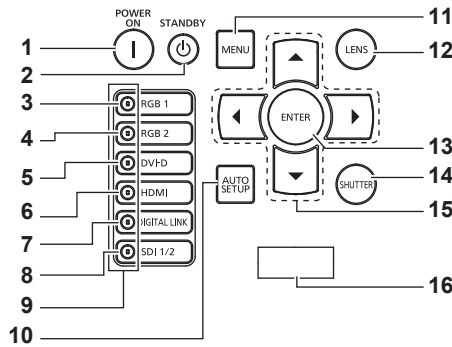 POWER
ON
STANDBY
MENU
LENS
11
1
12
2
3
RGB 1
4
RGB 2
ENTER
5
DVI-D
13
6
HDMI
AUTO
SETUP
SHUTTER
14
7
DIGITAL LINK
15
8
SDI 1/2
9
16
10